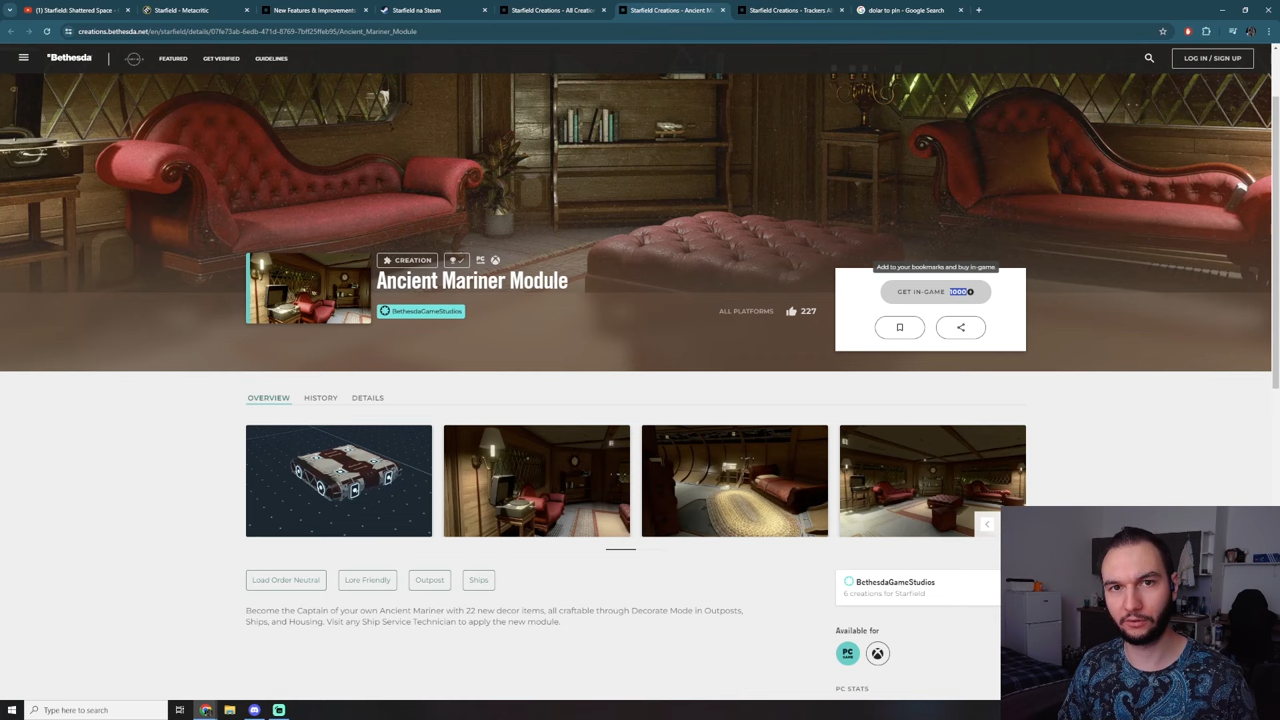 (1) Starfield: Shattered Space -
Starfield - Metacritic
New Features & Improvements
Starfield na Steam
Starfield Creations - All Creation
Starfield Creations - Ancient M
Starfield Creations - Trackers Al
dolar to pln - Google Search
creations.bethesda.net/en/starfield/details/07fe73ab-6edb-471d-8769-7bff25ffeb95/Ancient_Mariner_Module
Bethesda
FEATURED
GET VERIFIED
GUIDELINES
LOG IN / SIGN UP
CREATION
PC
Ancient Mariner Module
BethesdaGameStudios
ALL PLATFORMS
227
Add to your bookmarks and buy in-game
GET IN-GAME 1000
OVERVIEW
HISTORY
DETAILS
Load Order Neutral
Lore Friendly
Outpost
Ships
Become the Captain of your own Ancient Mariner with 22 new decor items, all craftable through Decorate Mode in Outposts,
Ships, and Housing. Visit any Ship Service Technician to apply the new module.
BethesdaGameStudios
6 creations for Starfield
Available for
PC
GAME
PC STATS
Type here to search